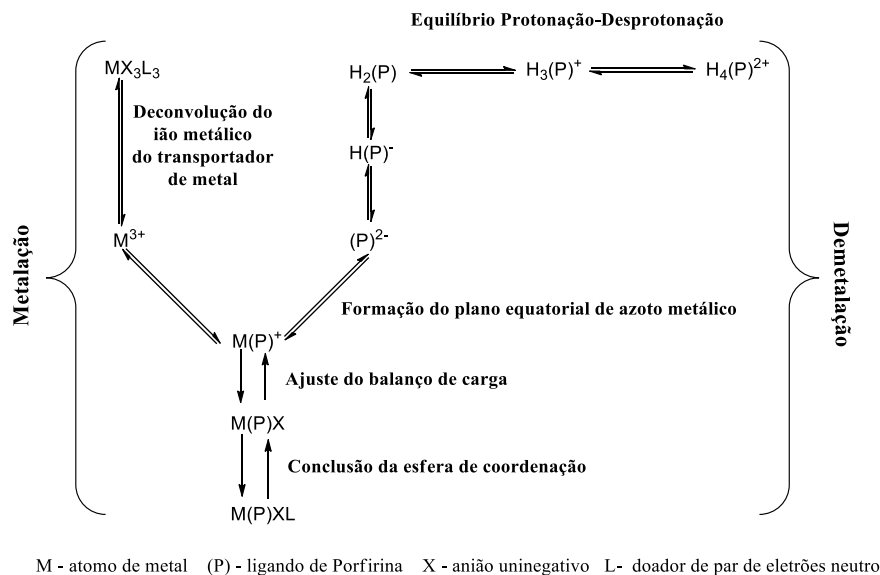 Equilíbrio Protonação-Desprotonação
MX₃L₃
H₂(P)
H₃(P)⁺
H₄(P)²⁺
Deconvolução do
ião metálico
do transportador
de metal
H(P)⁻
M³⁺
(P)²⁻
Metalação
Demetalação
Formação do plano equatorial de azoto metálico
M(P)⁺
Ajuste do balanço de carga
M(P)X
Conclusão da esfera de coordenação
M(P)XL
M - atomo de metal (P) - ligando de Porfirina X - anião uninegativo L- doador de par de eletrões neutro